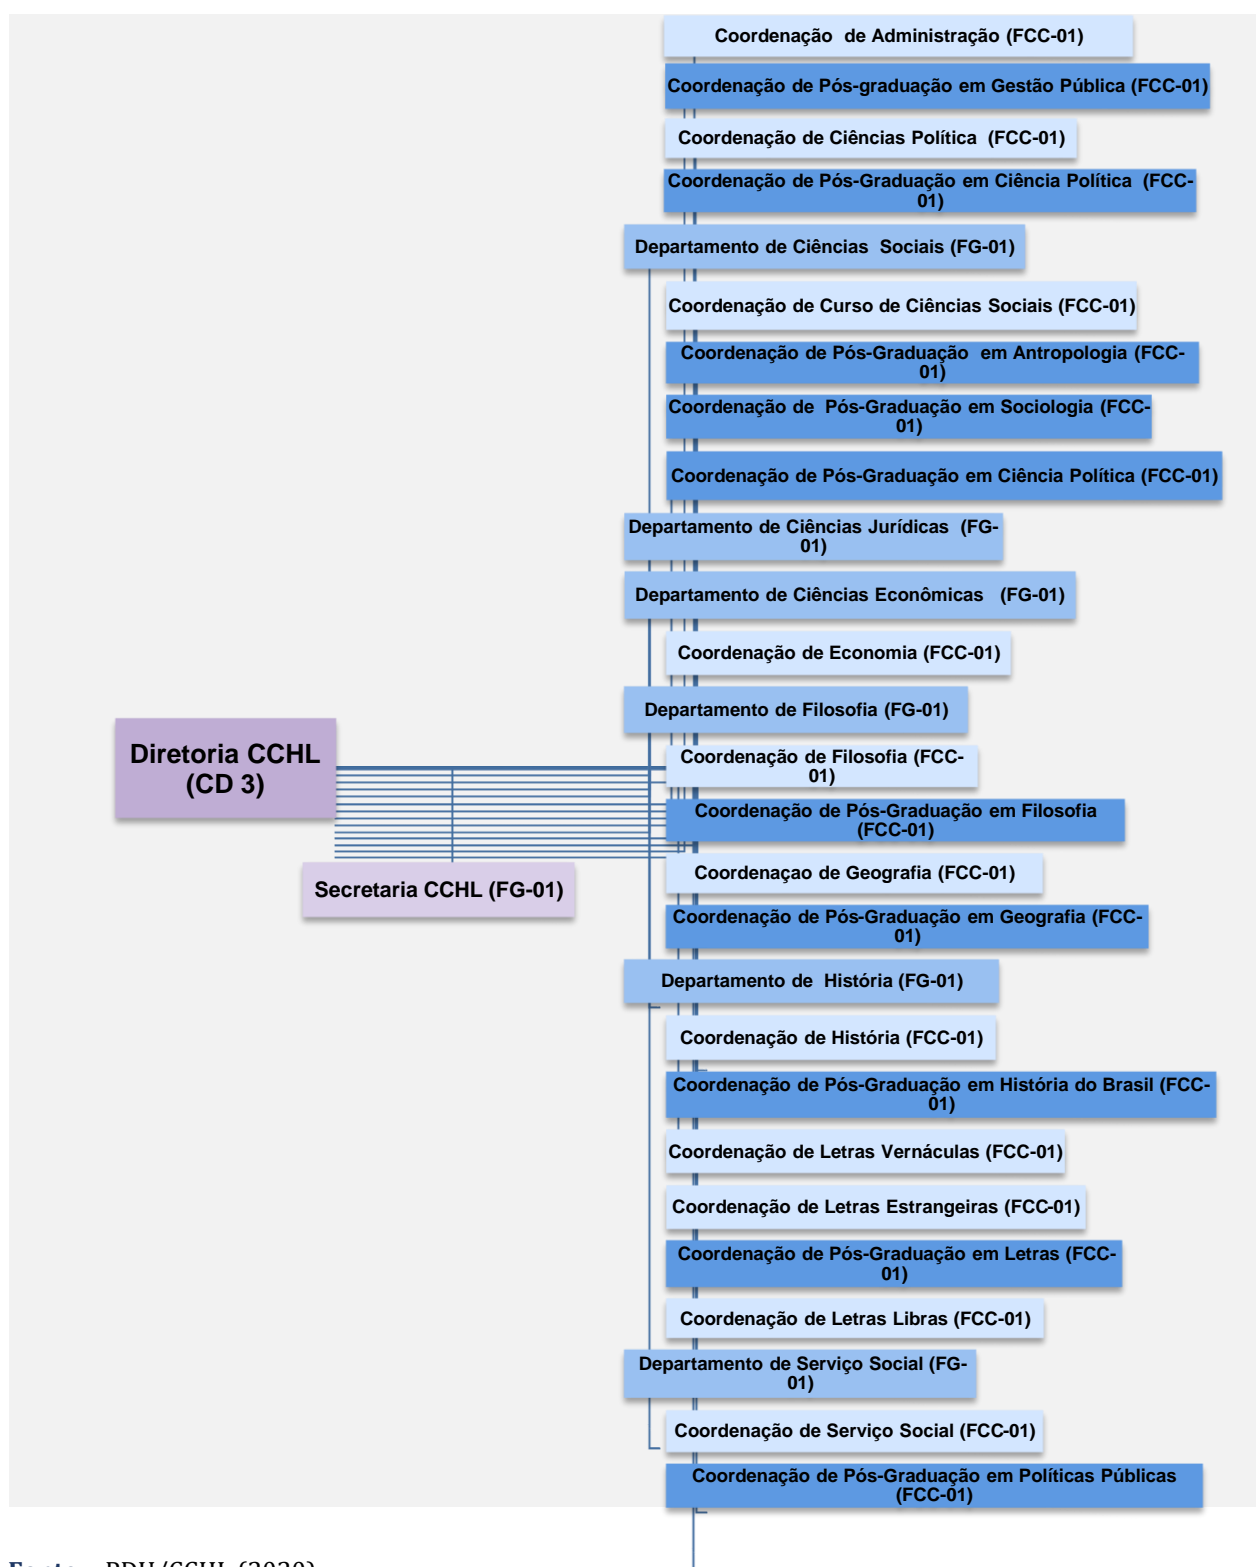 Coordenação de Administração (FCC-01)
Coordenação de Pós-graduação em Gestão Pública (FCC-01)
Coordenação de Ciências Política (FCC-01)
Coordenação de Pós-Graduação em Ciência Política (FCC-
01)
Departamento de Ciências Sociais (FG-01)
Coordenação de Curso de Ciências Sociais (FCC-01)
Coordenação de Pós-Graduação em Antropologia (FCC-
01)
Coordenação de Pós-Graduação em Sociologia (FCC-
01)
Coordenação de Pós-Graduação em Ciência Política (FCC-01)
Departamento de Ciências Jurídicas (FG-
01)
Departamento de Ciências Econômicas (FG-01)
Coordenação de Economia (FCC-01)
Departamento de Filosofia (FG-01)
Diretoria CCHL
(CD 3)
Coordenação de Filosofia (FCC-
01)
Coordenação de Pós-Graduação em Filosofia
(FCC-01)
Secretaria CCHL (FG-01)
Coordenaçao de Geografia (FCC-01)
Coordenação de Pós-Graduação em Geografia (FCC-
01)
Departamento de História (FG-01)
Coordenação de História (FCC-01)
Coordenação de Pós-Graduação em História do Brasil (FCC-
01)
Coordenação de Letras Vernáculas (FCC-01)
Coordenação de Letras Estrangeiras (FCC-01)
Coordenação de Pós-Graduação em Letras (FCC-
01)
Coordenação de Letras Libras (FCC-01)
Departamento de Serviço Social (FG-
01)
Coordenação de Serviço Social (FCC-01)
Coordenação de Pós-Graduação em Políticas Públicas
(FCC-01)